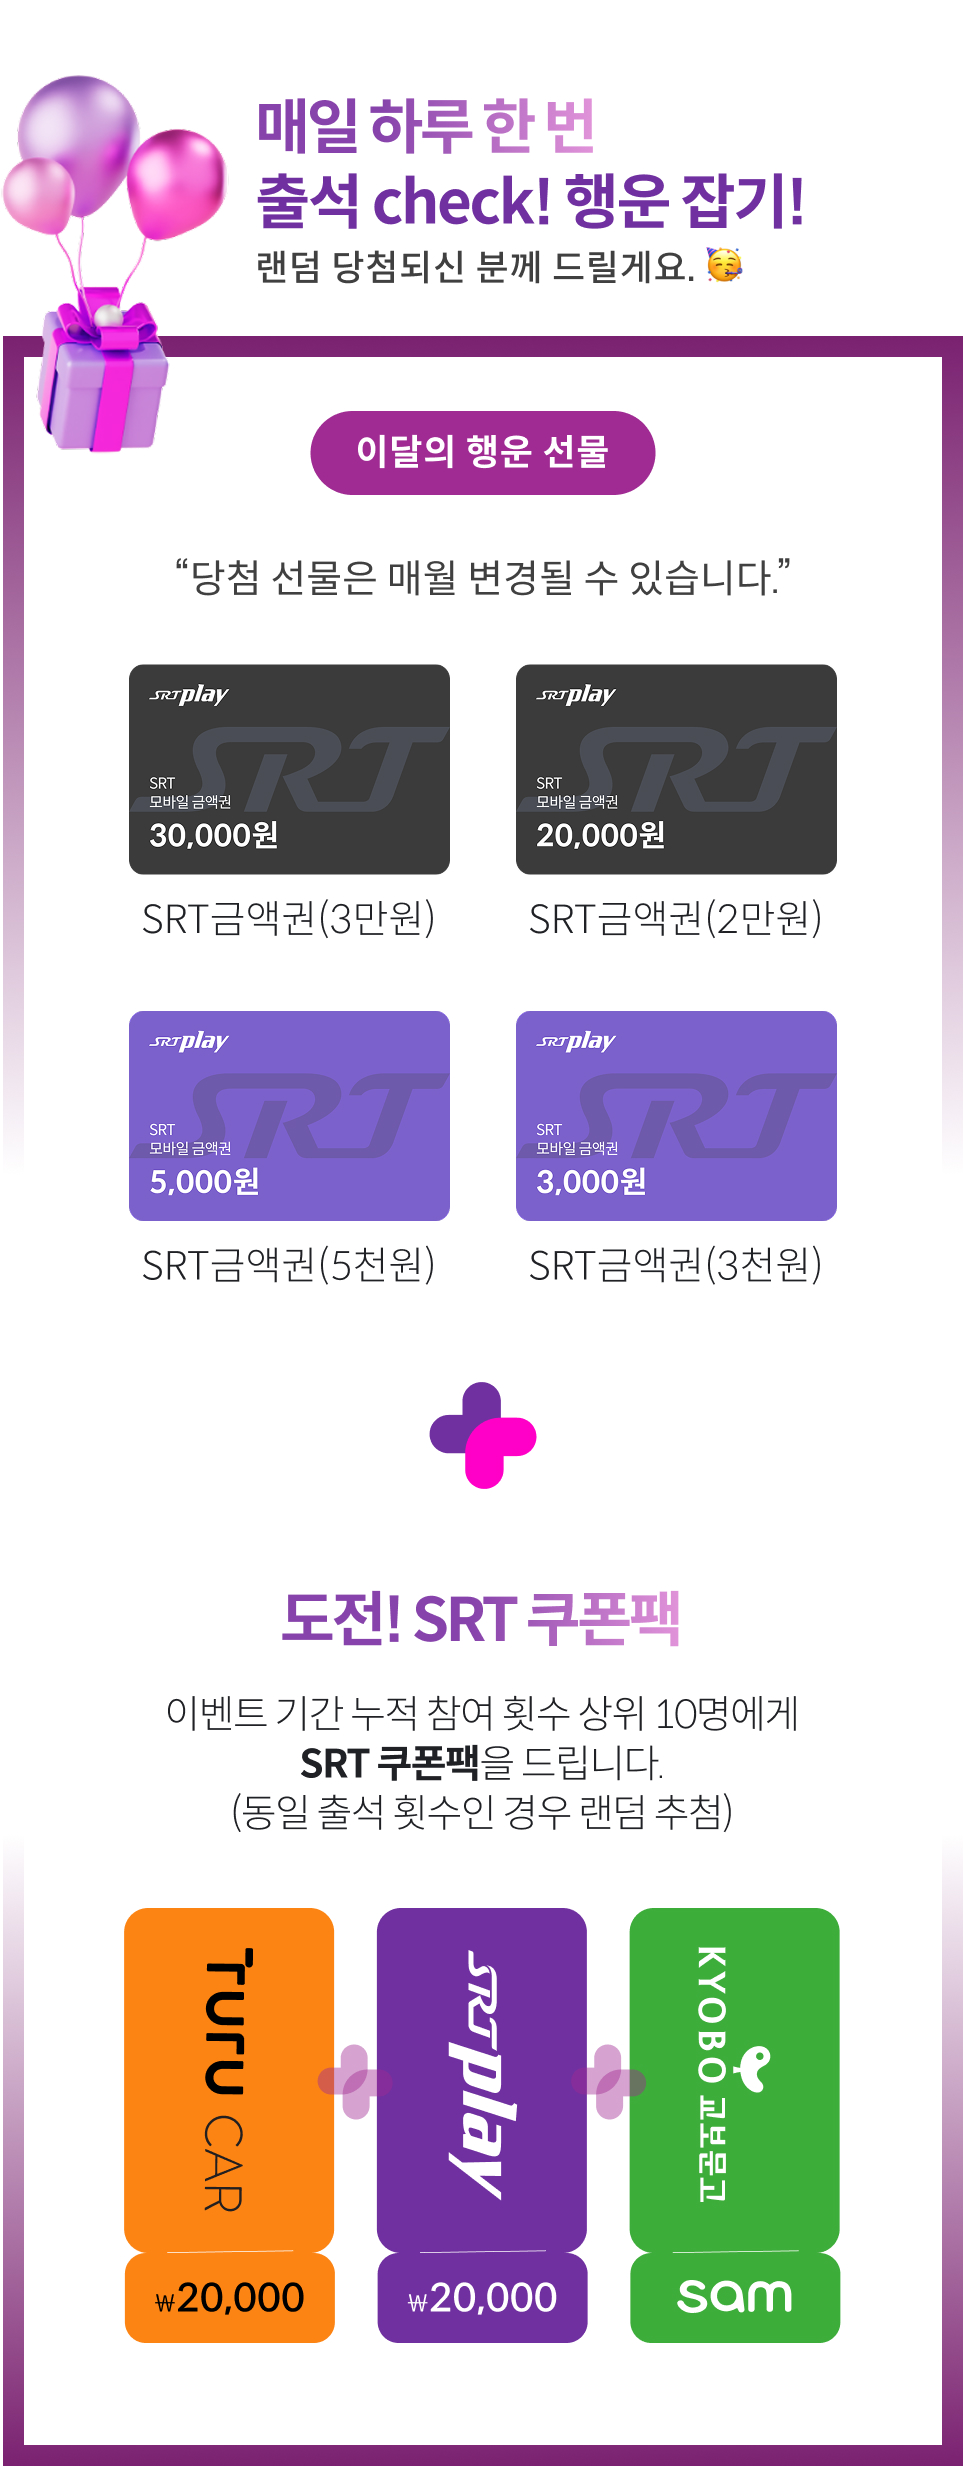 매일 하루 한 번
출석 check! 행운 잡기!
랜덤 당첨되신 분께 드릴게요.
이달의 행운 선물
“당첨 선물은 매월 변경될 수 있습니다.”
SRTplay
SRT
SRT
모바일 금액권
30,000원
SRT금액권(3만원)
SRTplay
SRT
SRT
모바일 금액권
20,000원
SRT금액권(2만원)
SRTplay
SRT
SRT
모바일 금액권
5,000원
SRT금액권(5천원)
SRTplay
SRT
SRT
모바일 금액권
3,000원
SRT금액권(3천원)
도전! SRT 쿠폰팩
이벤트 기간 누적 참여 횟수 상위 10명에게
SRT 쿠폰팩을 드립니다.
(동일 출석 횟수인 경우 랜덤 추첨)
TURU CAR
₩20,000
SRTplay
₩20,000
KYOBO 교보문고
sam